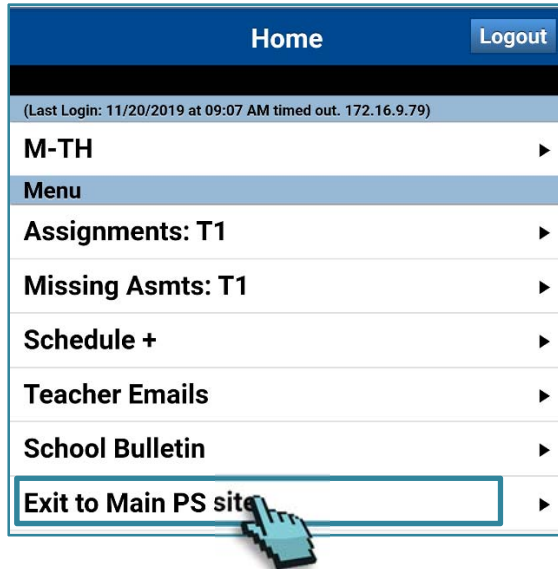 Home
Logout
(Last Login: 11/20/2019 at 09:07 AM timed out. 172.16.9.79)
M-TH
Menu
Assignments: T1
Missing Asmts: T1
Schedule +
Teacher Emails
School Bulletin
Exit to Main PS site